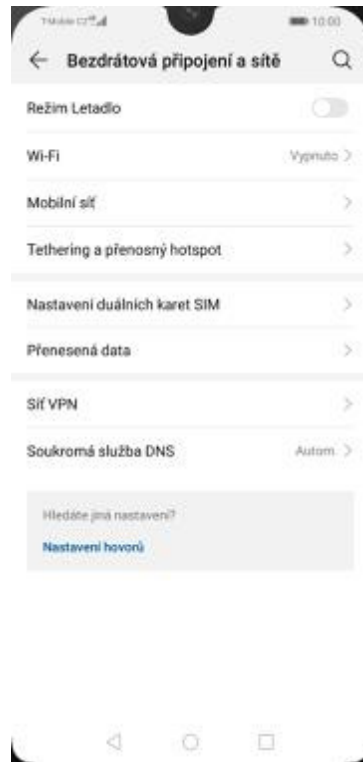 T-Mobile CZ 10:00
Bezdrátová připojení a sítě
Režim Letadlo
Wi-Fi Vypnuto
Mobilní síť
Tethering a přenosný hotspot
Nastavení duálních karet SIM
Přenesená data
Síť VPN
Soukromá služba DNS Autom.
Hledáte jiná nastavení?
Nastavení hovorů